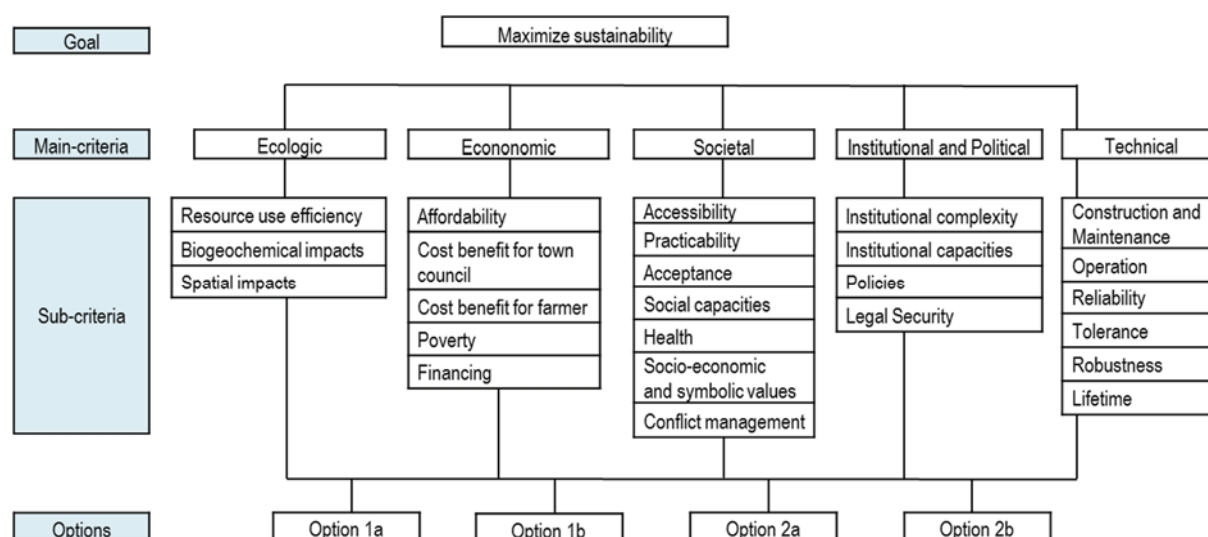 Goal
Maximize sustainability
Main-criteria
Ecologic
Econonomic
Societal
Institutional and Political
Technical
Sub-criteria
Resource use efficiency
Biogeochemical impacts
Spatial impacts
Affordability
Cost benefit for town
council
Cost benefit for farmer
Poverty
Financing
Accessibility
Practicability
Acceptance
Social capacities
Health
Socio-economic
and symbolic values
Conflict management
Institutional complexity
Institutional capacities
Policies
Legal Security
Construction and
Maintenance
Operation
Reliability
Tolerance
Robustness
Lifetime
Options
Option 1a
Option 1b
Option 2a
Option 2b